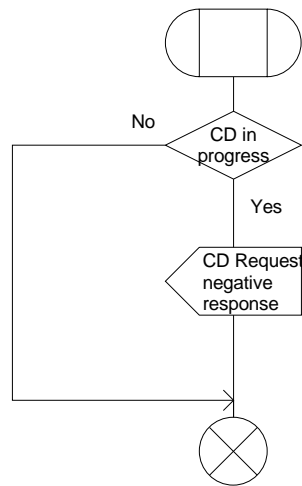 No
CD in
progress
Yes
CD Request
negative
response